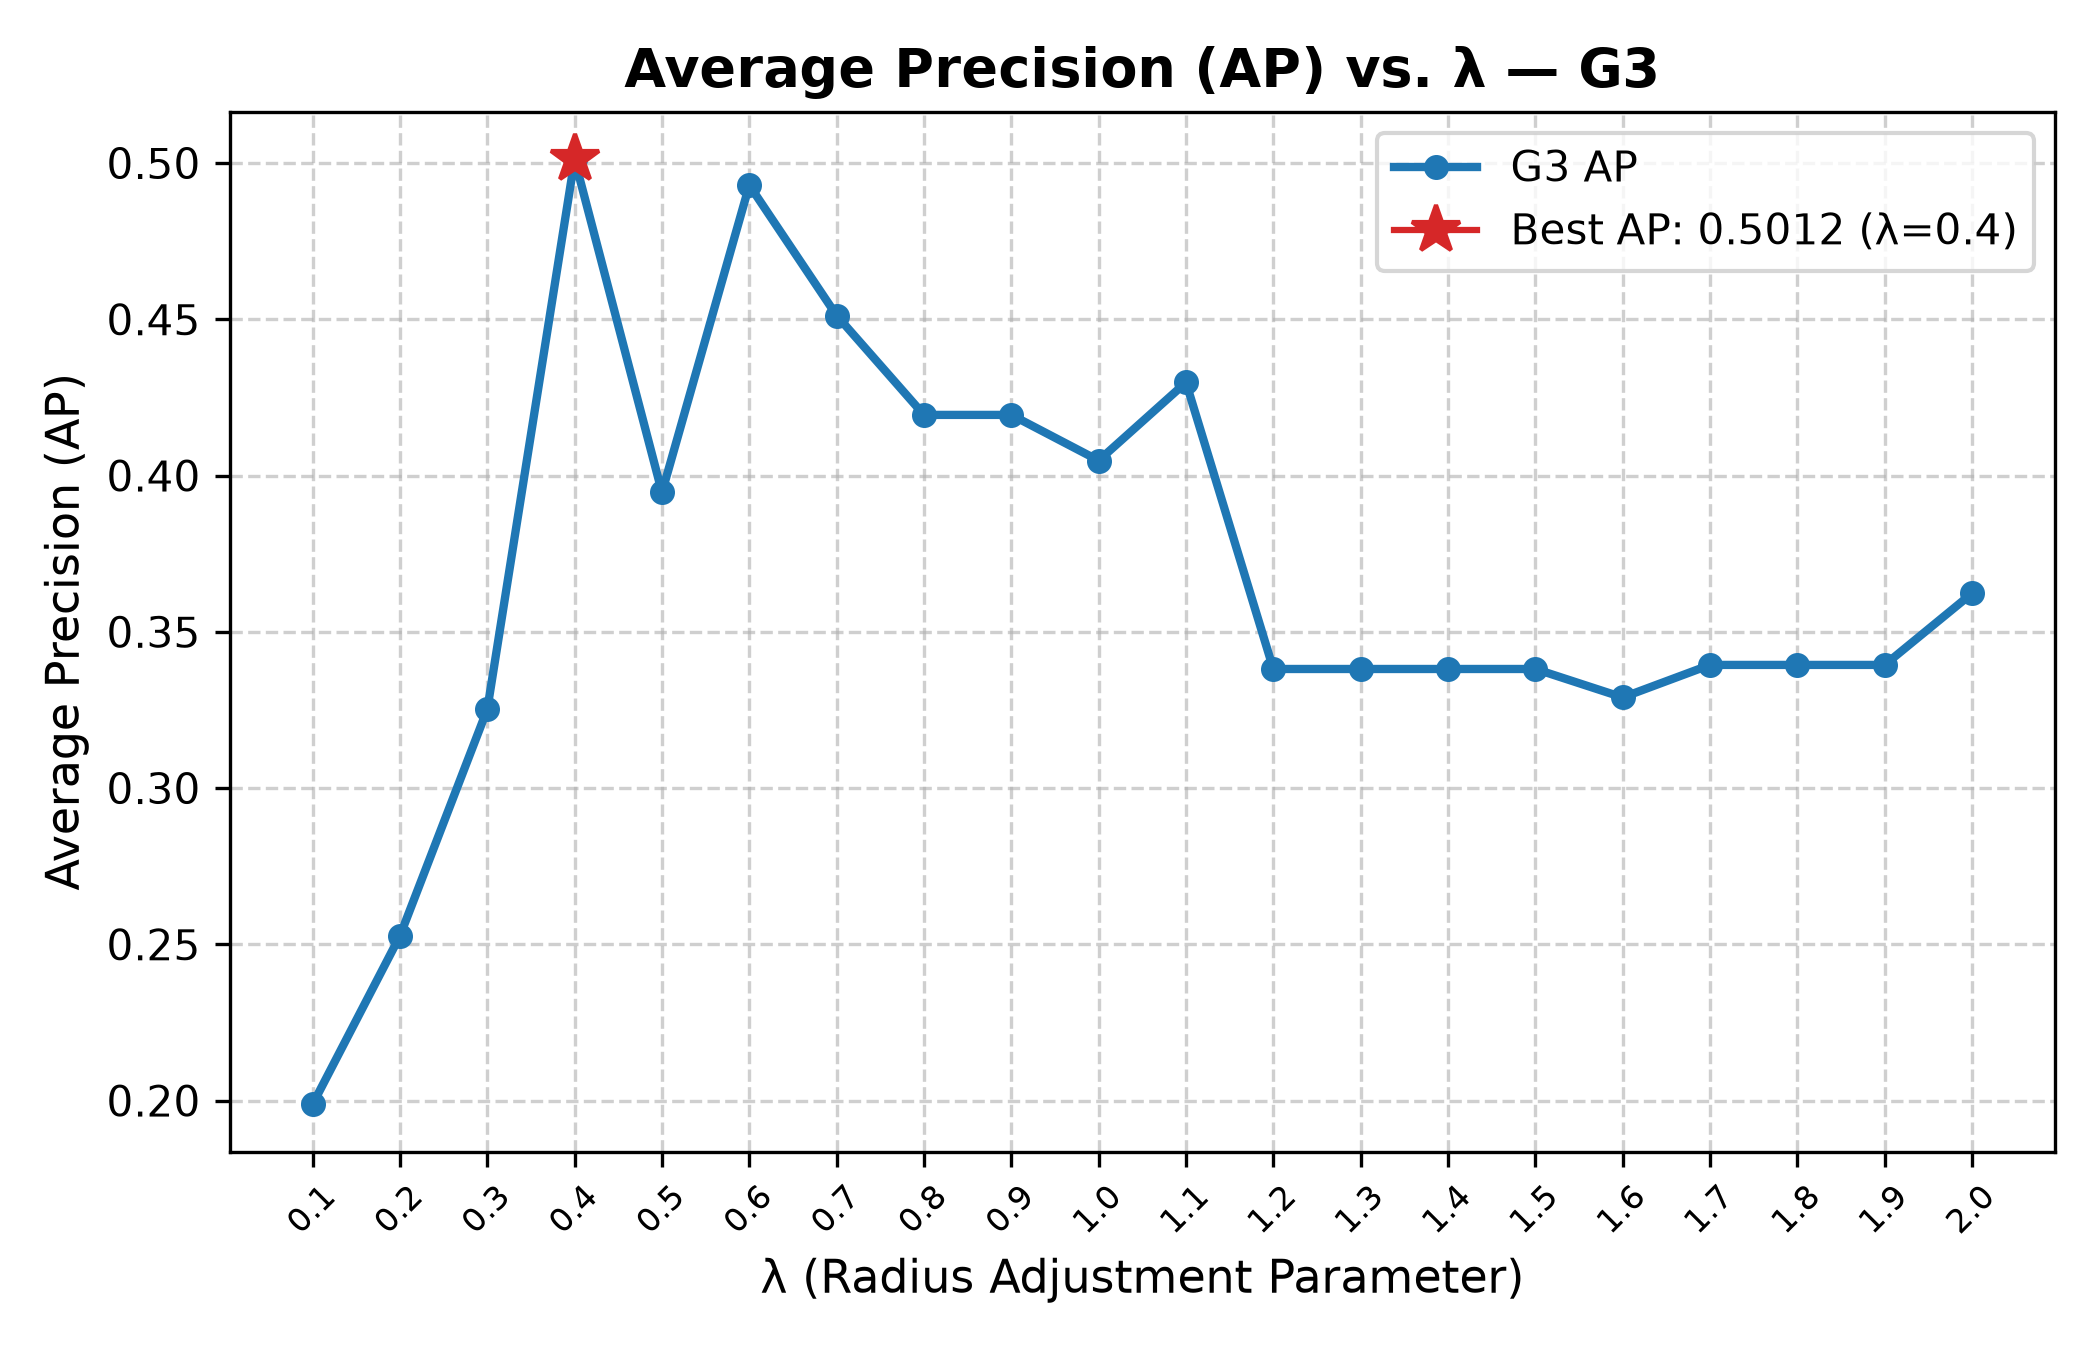 Average Precision (AP) vs. λ — G3
G3 AP
Best AP: 0.5012 (λ=0.4)
Average Precision (AP)
0.50
0.45
0.40
0.35
0.30
0.25
0.20
0.1 0.2 0.3 0.4 0.5 0.6 0.7 0.8 0.9 1.0 1.1 1.2 1.3 1.4 1.5 1.6 1.7 1.8 1.9 2.0
λ (Radius Adjustment Parameter)